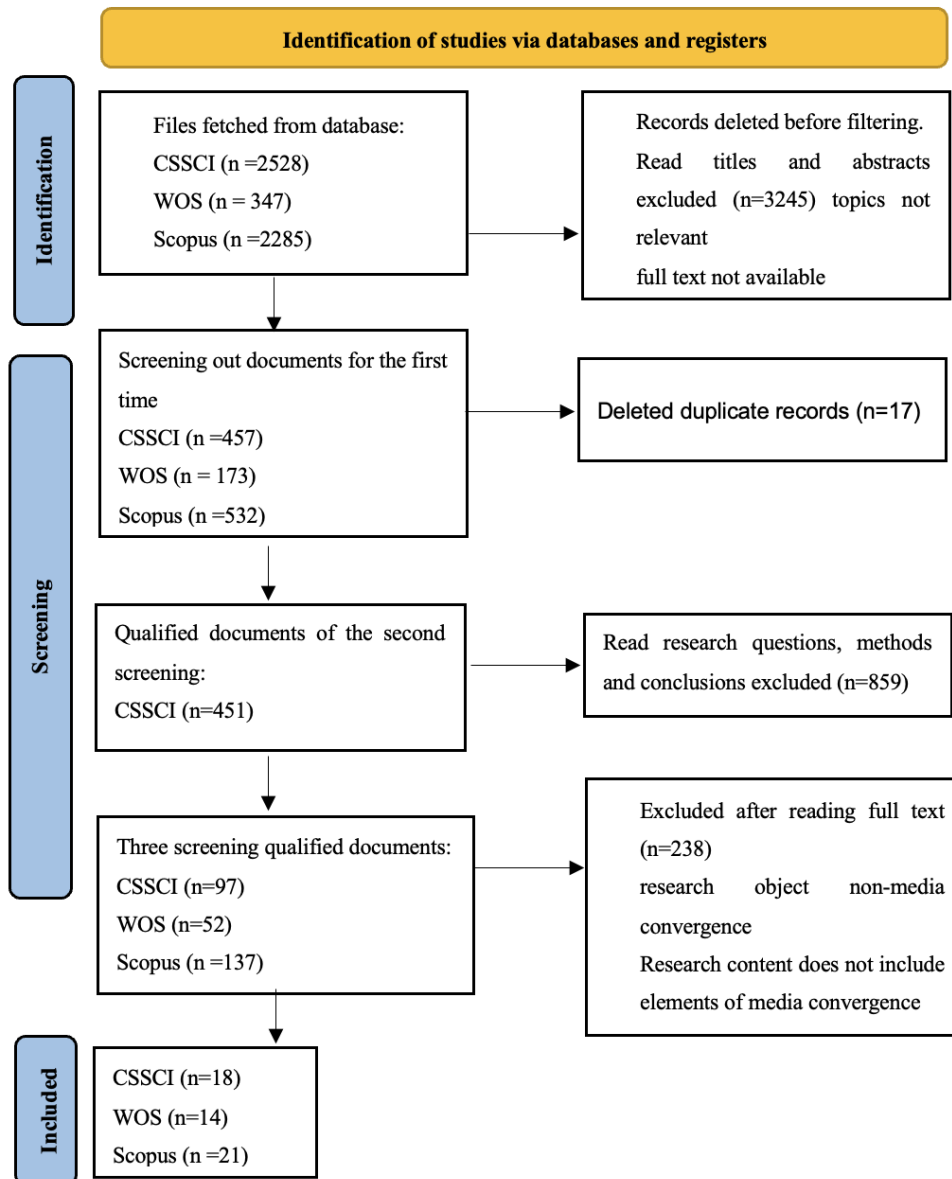 Identification of studies via databases and registers
Identification
Files fetched from database:
CSSCI (n =2528)
WOS (n = 347)
Scopus (n =2285)
Records deleted before filtering.
Read titles and abstracts
excluded (n=3245) topics not
relevant
full text not available
Screening
Screening out documents for the first
time
CSSCI (n =457)
WOS (n = 173)
Scopus (n =532)
Deleted duplicate records (n=17)
Qualified documents of the second
screening:
CSSCI (n=451)
Read research questions, methods
and conclusions excluded (n=859)
Three screening qualified documents:
CSSCI (n=97)
WOS (n=52)
Scopus (n =137)
Excluded after reading full text
(n=238)
research object non-media
convergence
Research content does not include
elements of media convergence
Included
CSSCI (n=18)
WOS (n=14)
Scopus (n =21)